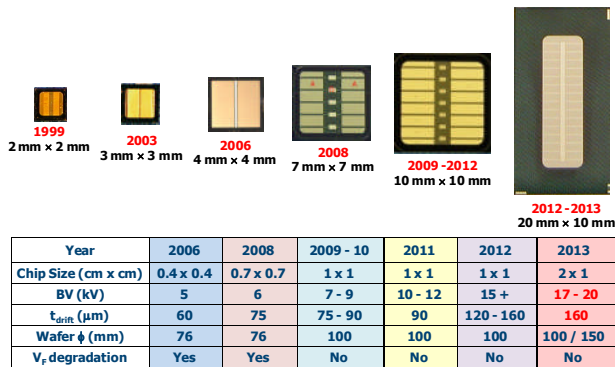 1999
2 mm × 2 mm
2003
3 mm × 3 mm
2006
4 mm × 4 mm
2008
7 mm × 7 mm
2009 -2012
10 mm × 10 mm
2012 - 2013
20 mm × 10 mm
Year 2006 2008 2009 - 10 2011 2012 2013
Chip Size (cm x cm) 0.4 x 0.4 0.7 x 0.7 1 x 1 1 x 1 1 x 1 2 x 1
BV (kV) 5 6 7 - 9 10 - 12 15 + 17 - 20
tdrift (µm) 60 75 75 - 90 90 120 - 160 160
Wafer ϕ (mm) 76 76 100 100 100 100 / 150
VF degradation Yes Yes No No No No